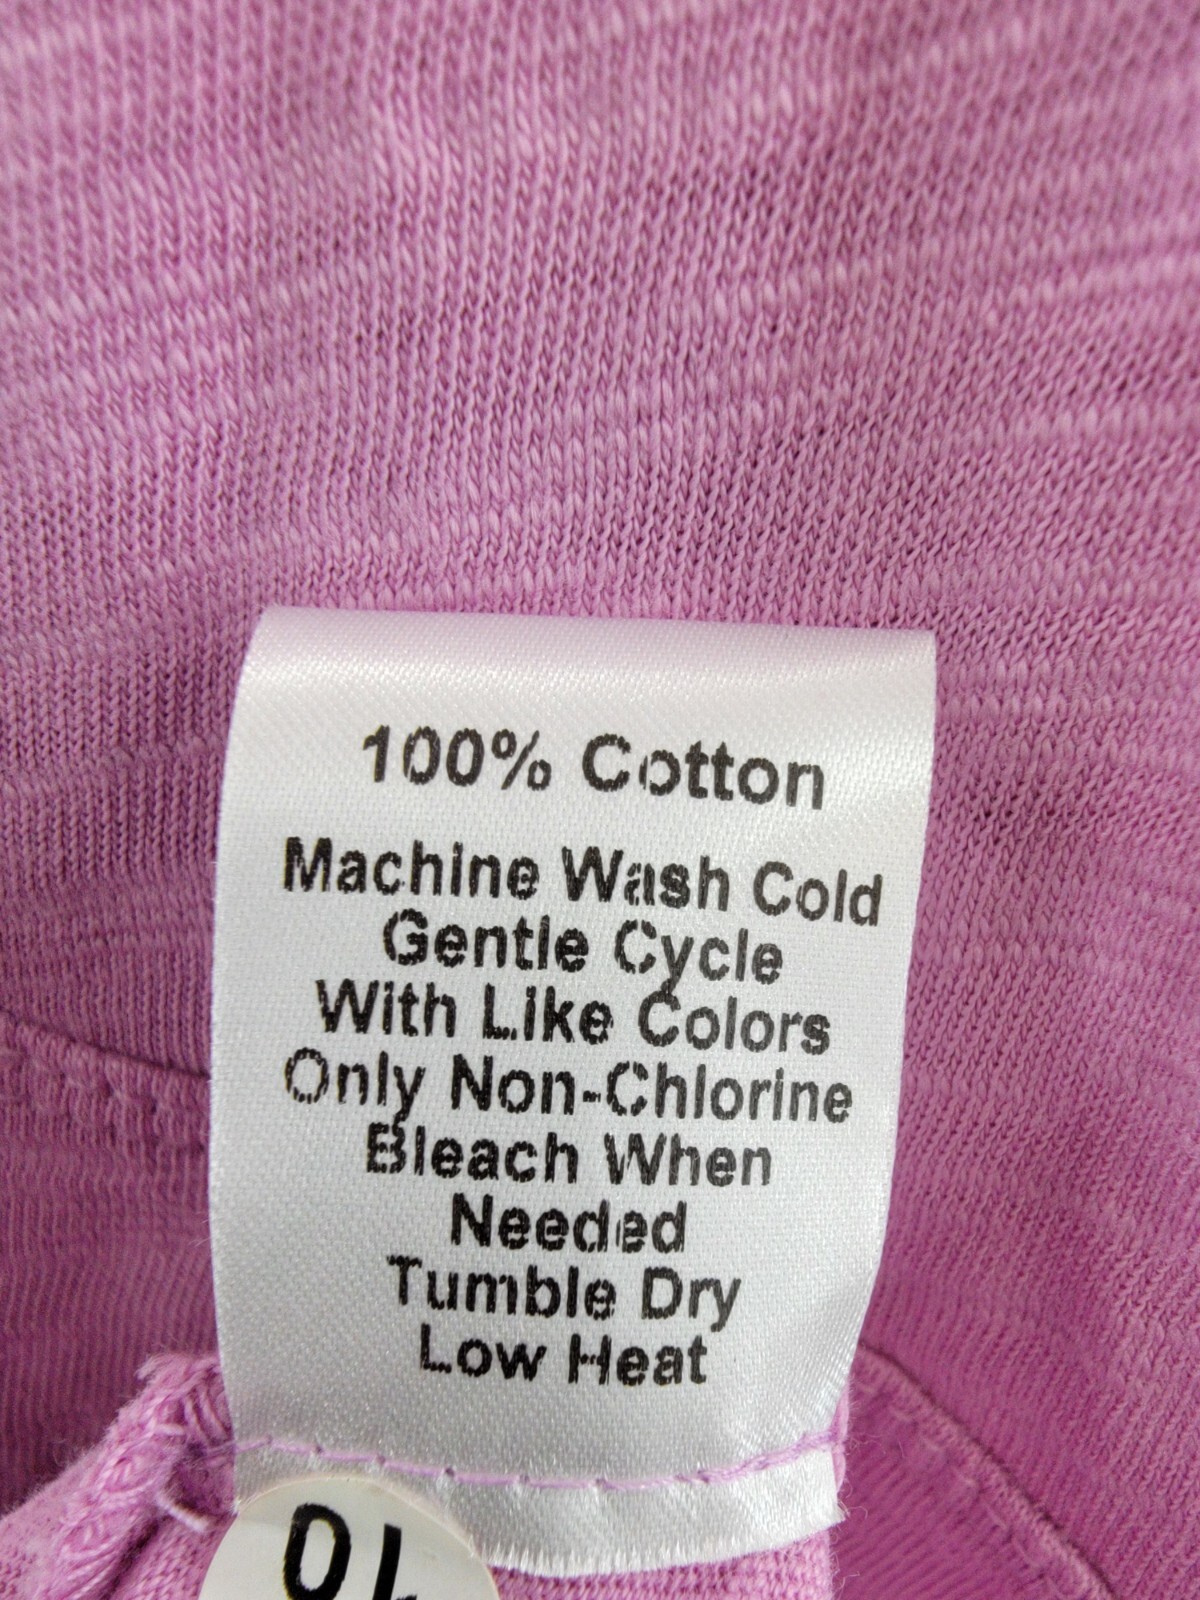 100% Cotton
Machine Wash Cold
Gentle Cycle
With Like Colors
Only Non-Chlorine
Bleach When
Needed
Tumble Dry
Low Heat